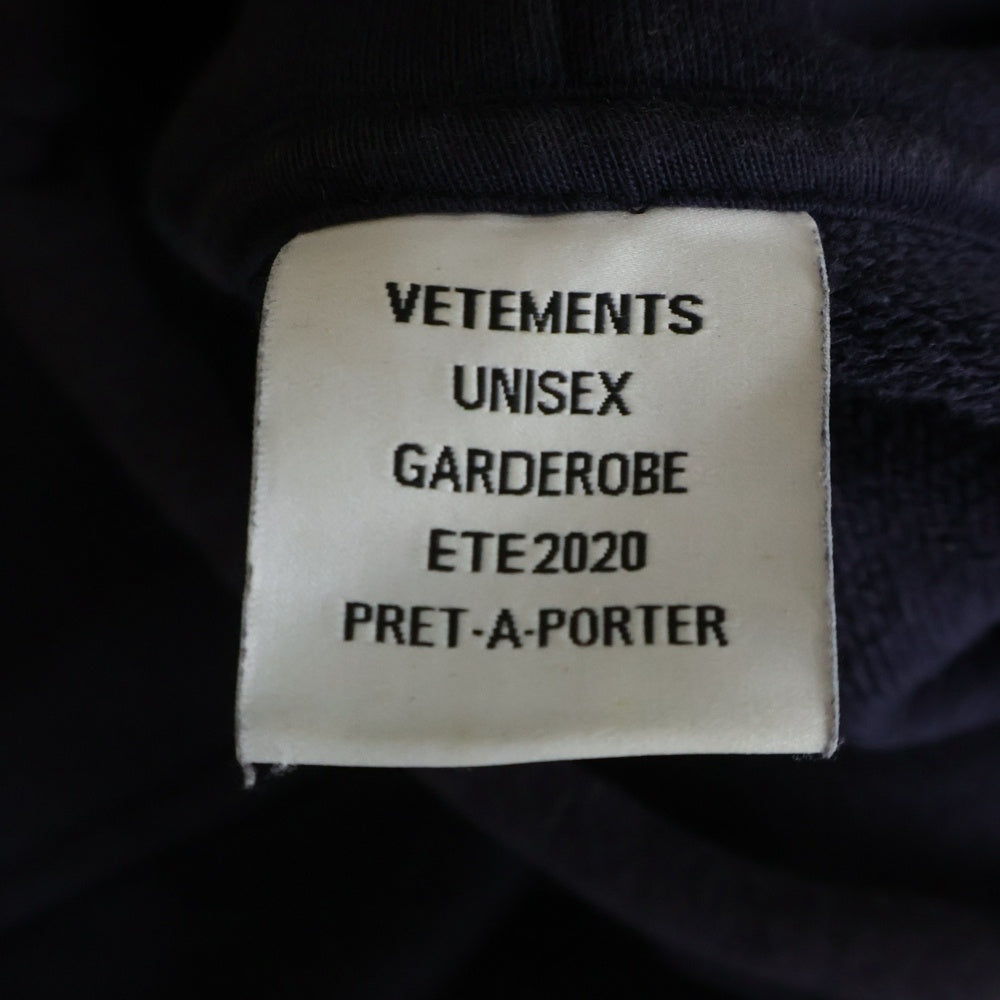 VETEMENTS
UNISEX
GARDEROBE
ETE2020
PRET-A-PORTER